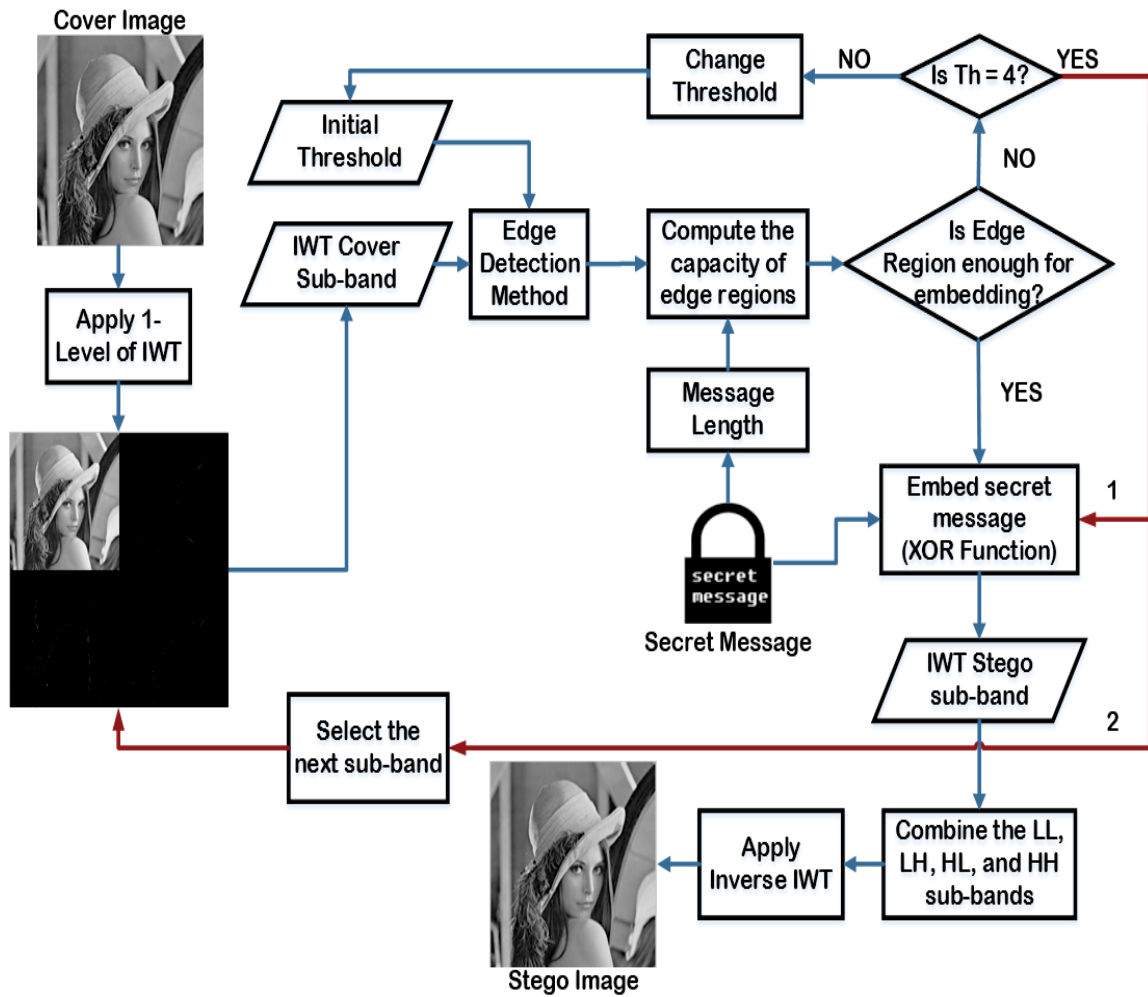 Cover Image
Apply 1-
Level of IWT
Initial
Threshold
IWT Cover
Sub-band
Change
Threshold
NO
Is Th = 4?
YES
NO
Edge
Detection
Method
Compute the
capacity of
edge regions
Is Edge
Region enough for
embedding?
YES
Message
Length
secret
message
Secret Message
Embed secret
message
(XOR Function)
1
IWT Stego
sub-band
2
Select the
next sub-band
Combine the LL,
LH, HL, and HH
sub-bands
Apply
Inverse IWT
Stego Image